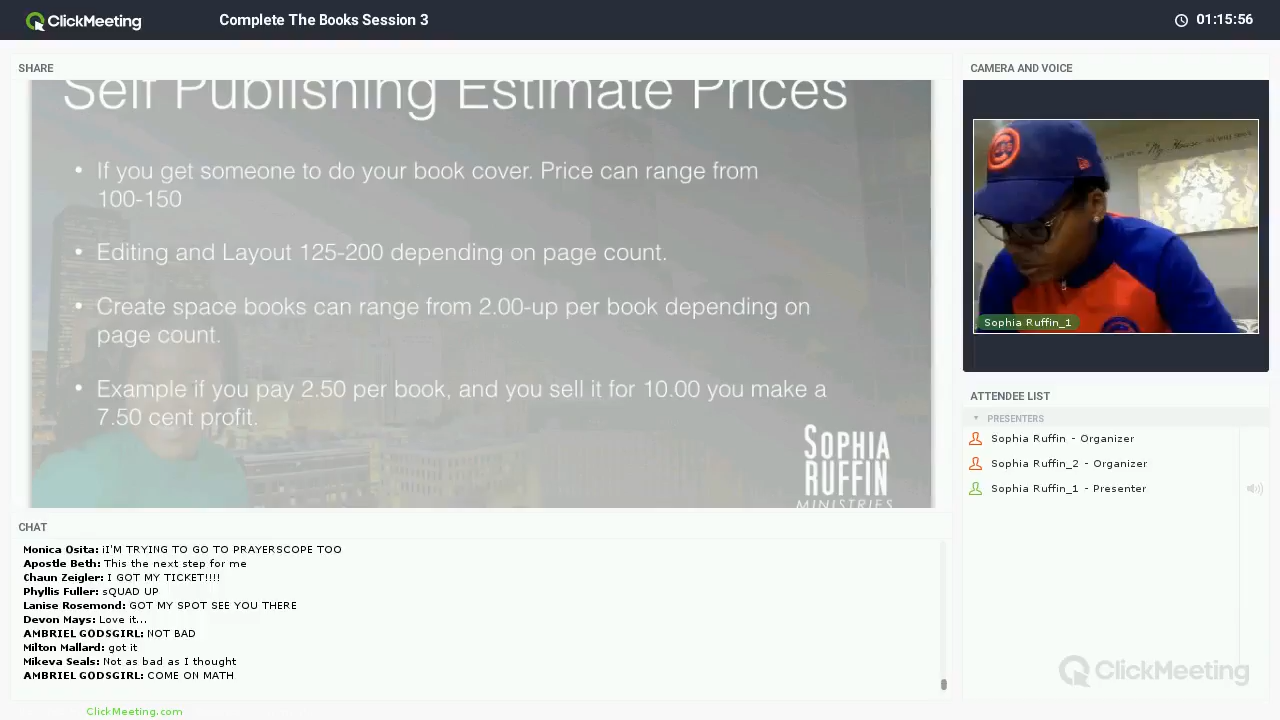 ClickMeeting
Complete The Books Session 3
01:15:56
SHARE
Self Publishing Estimate Prices
• If you get someone to do your book cover. Price can range from
100-150
• Editing and Layout 125-200 depending on page count.
• Create space books can range from 2.00-up per book depending on
page count.
• Example if you pay 2.50 per book, and you sell it for 10.00 you make a
7.50 cent profit.
SOPHIA
RUFFIN
MINISTRIES
CAMERA AND VOICE
Sophia Ruffin_1
ATTENDEE LIST
PRESENTERS
Sophia Ruffin - Organizer
Sophia Ruffin_2 - Organizer
Sophia Ruffin_1 - Presenter
CHAT
Monica Osita: iI'M TRYING TO GO TO PRAYERSCOPE TOO
Apostle Beth: This the next step for me
Chaun Zeigler: I GOT MY TICKET!!!!
Phyllis Fuller: sQUAD UP
Lanise Rosemond: GOT MY SPOT SEE YOU THERE
Devon Mays: Love it...
AMBRIEL GODSGIRL: NOT BAD
Milton Mallard: got it
Mikeva Seals: Not as bad as I thought
AMBRIEL GODSGIRL: COME ON MATH
ClickMeeting
ClickMeeting.com